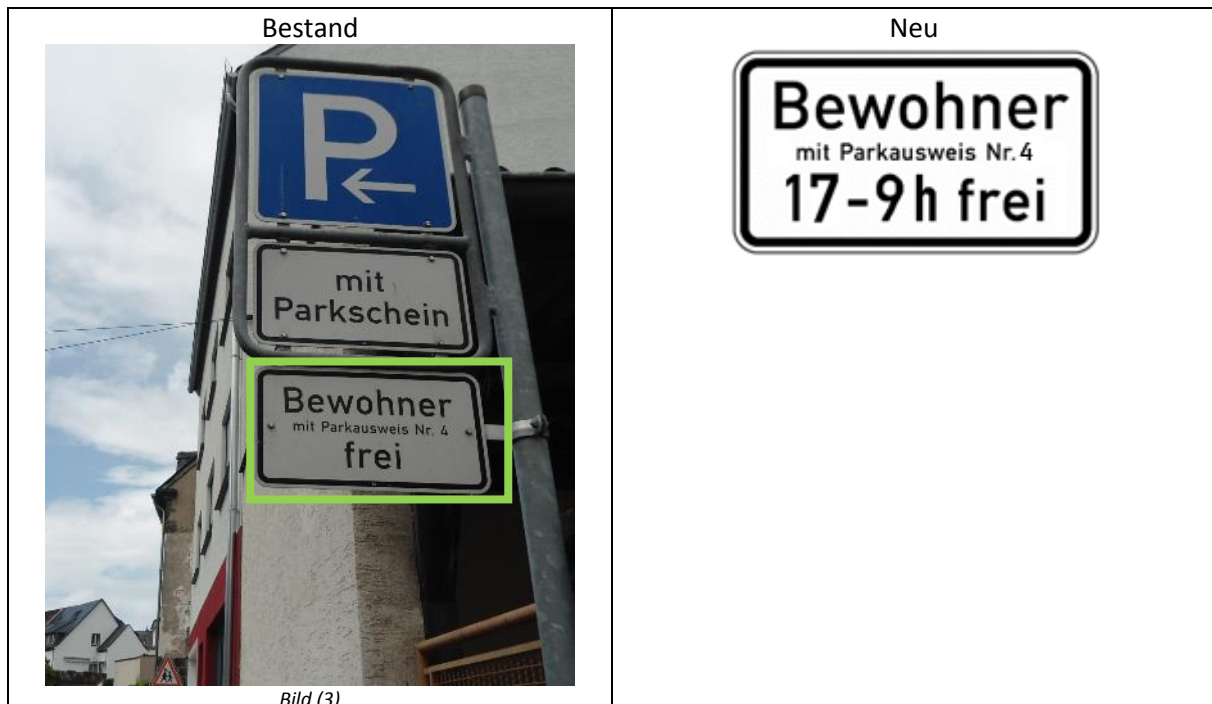 Bestand
P
mit
Parkschein
Bewohner
mit Parkausweis Nr. 4
frei
Bild (3)
Neu
Bewohner
mit Parkausweis Nr. 4
17-9h frei